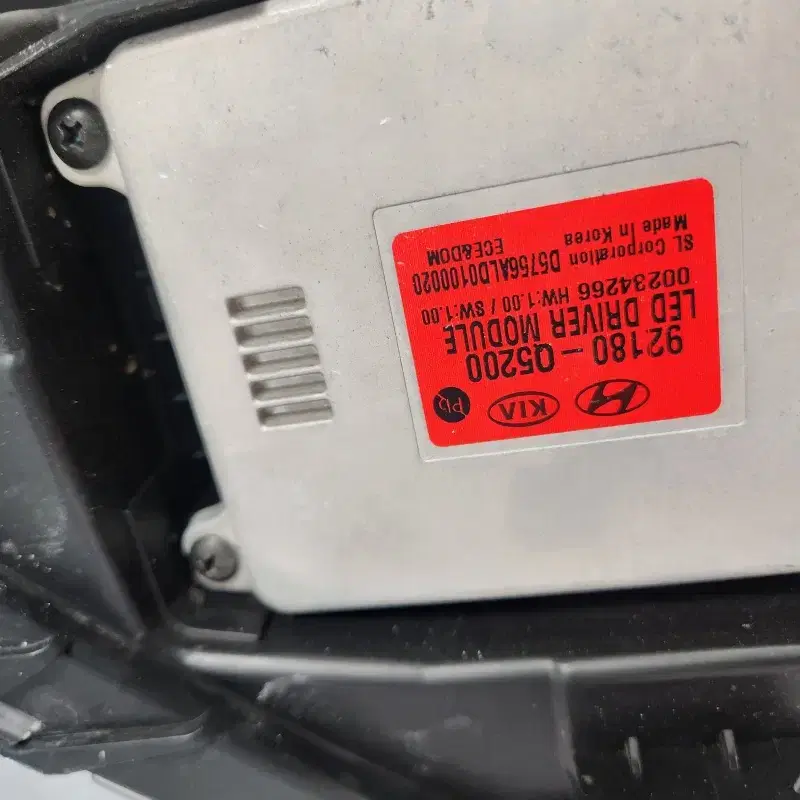 KIA PL
92180-Q5200
LED DRIVER MODULE
00234266 HW:1.00 / SW:1.00
SL Corporation D5756ALD0100020
Made In Korea ECE&DOM